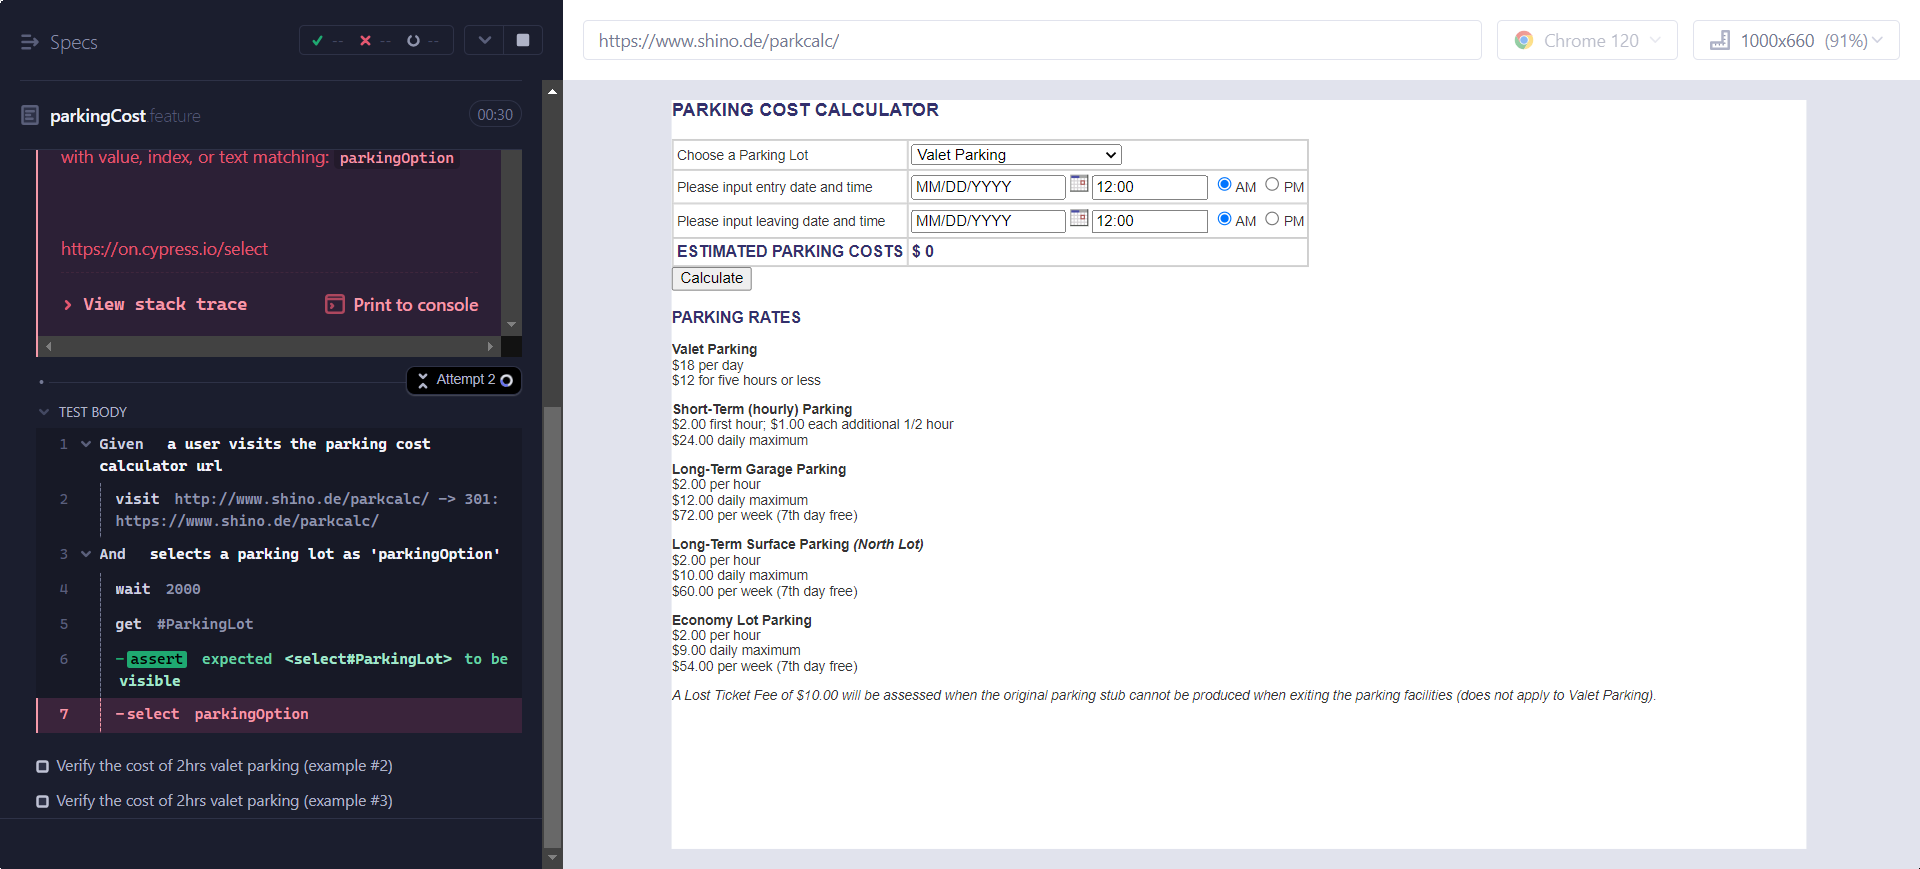 Specs
-- -- --
parkingCost.feature
00:30
with value, index, or text matching: parkingOption
https://on.cypress.io/select
View stack trace
Print to console
Attempt 2
TEST BODY
1 Given a user visits the parking cost
calculator url
2 visit http://www.shino.de/parkcalc/ -> 301:
https://www.shino.de/parkcalc/
3 And selects a parking lot as 'parkingOption'
4 wait 2000
5 get #ParkingLot
6 -assert expected <select#ParkingLot> to be
visible
7 -select parkingOption
Verify the cost of 2hrs valet parking (example #2)
Verify the cost of 2hrs valet parking (example #3)
https://www.shino.de/parkcalc/
Chrome 120
1000x660 (91%)
PARKING COST CALCULATOR
Choose a Parking Lot Valet Parking
Please input entry date and time MM/DD/YYYY 12:00 AM PM
Please input leaving date and time MM/DD/YYYY 12:00 AM PM
ESTIMATED PARKING COSTS $ 0
Calculate
PARKING RATES
Valet Parking
$18 per day
$12 for five hours or less
Short-Term (hourly) Parking
$2.00 first hour; $1.00 each additional 1/2 hour
$24.00 daily maximum
Long-Term Garage Parking
$2.00 per hour
$12.00 daily maximum
$72.00 per week (7th day free)
Long-Term Surface Parking (North Lot)
$2.00 per hour
$10.00 daily maximum
$60.00 per week (7th day free)
Economy Lot Parking
$2.00 per hour
$9.00 daily maximum
$54.00 per week (7th day free)
A Lost Ticket Fee of $10.00 will be assessed when the original parking stub cannot be produced when exiting the parking facilities (does not apply to Valet Parking).